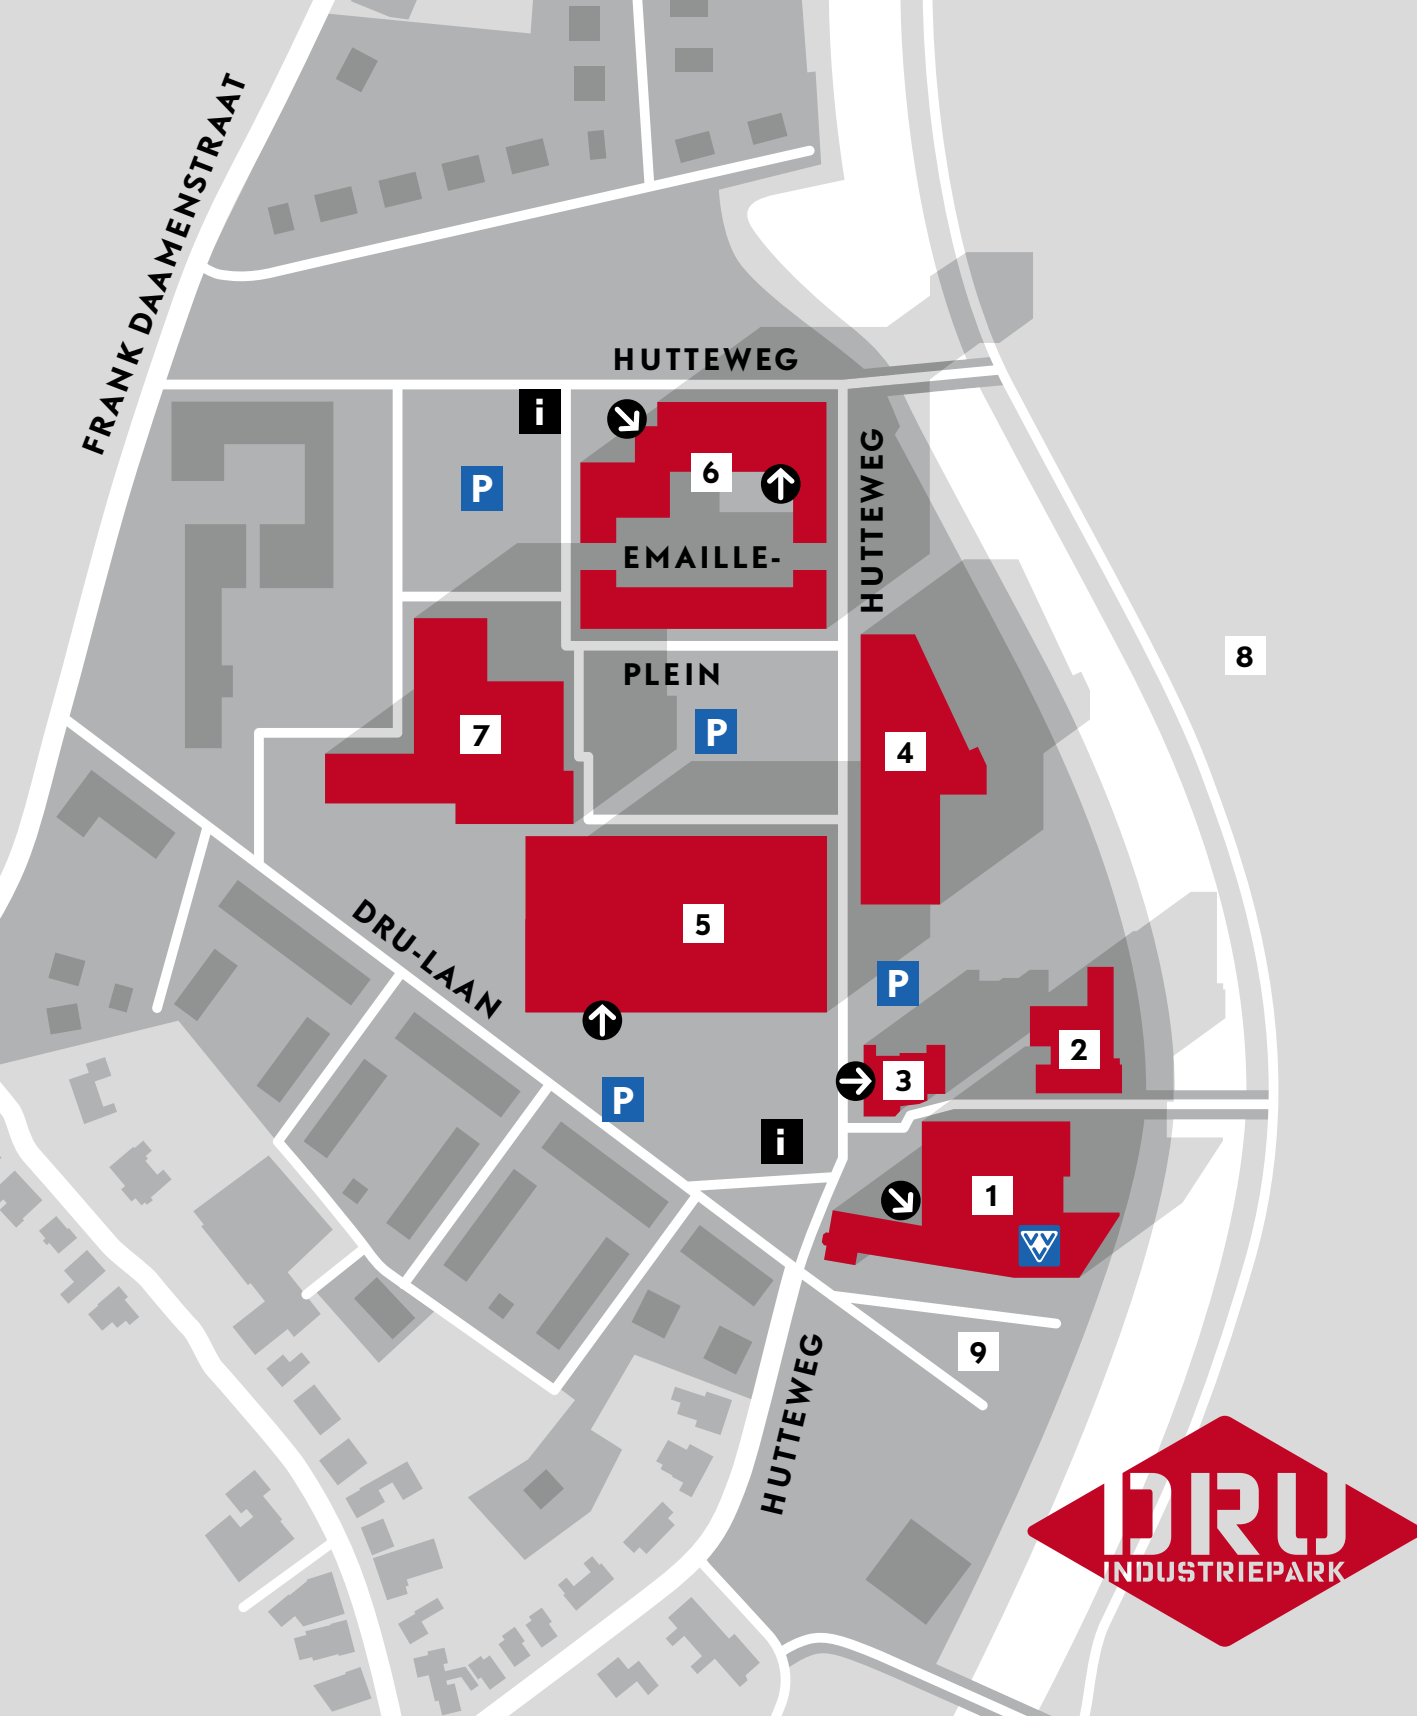 FRANK DAAMENSTRAAT
HUTTEWEG
i
P
6
HUTTEWEG
EMAILLE-
PLEIN
8
P
7
4
5
DRU-LAAN
P
2
3
P
i
1
VV
9
HUTTEWEG
DRU
INDUSTRIEPARK